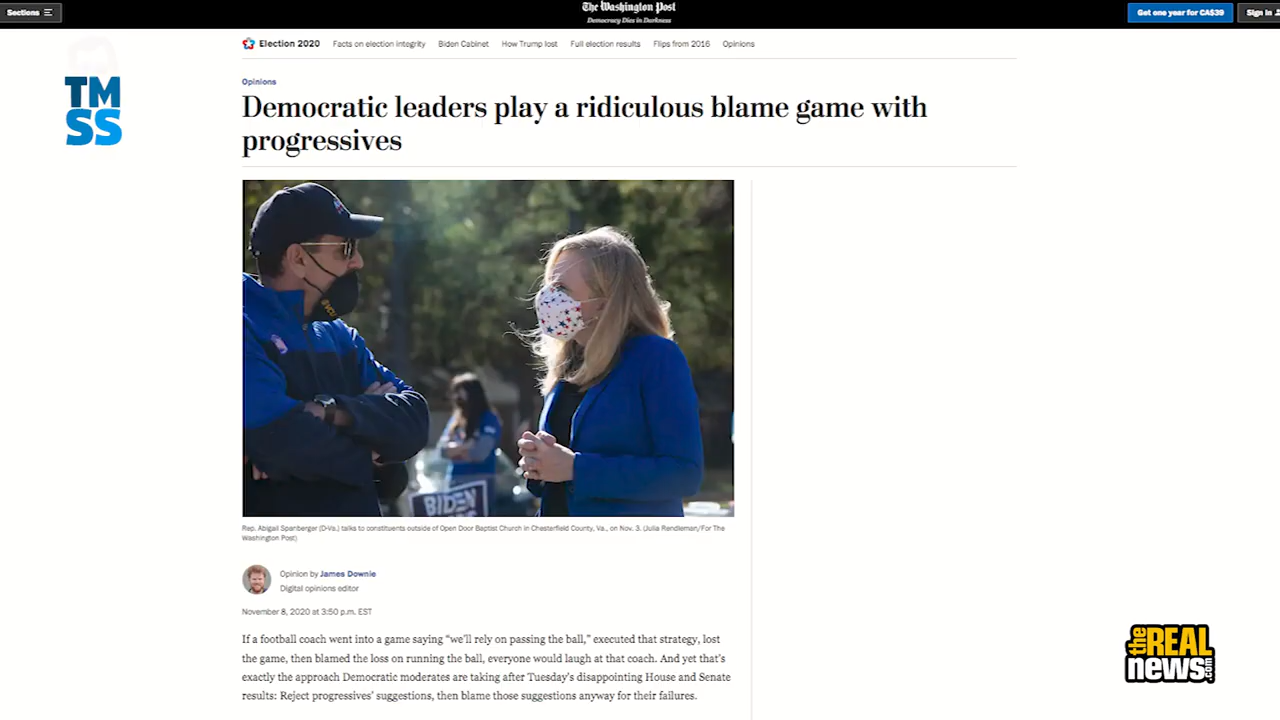 Sections
The Washington Post
Democracy Dies in Darkness
Get one year for CA$39
Sign In
Election 2020 Facts on election integrity Biden Cabinet How Trump lost Full election results Flips from 2016 Opinions
TM
SS
Opinions
Democratic leaders play a ridiculous blame game with
progressives
BIDEN
Rep. Abigail Spanberger (D-Va.) talks to constituents outside of Open Door Baptist Church in Chesterfield County, Va., on Nov. 3. (Julia Rendleman/For The
Washington Post)
Opinion by James Downie
Digital opinions editor
November 8, 2020 at 3:50 p.m. EST
If a football coach went into a game saying “we’ll rely on passing the ball,” executed that strategy, lost
the game, then blamed the loss on running the ball, everyone would laugh at that coach. And yet that’s
exactly the approach Democratic moderates are taking after Tuesday’s disappointing House and Senate
results: Reject progressives’ suggestions, then blame those suggestions anyway for their failures.
the REAL
news.com